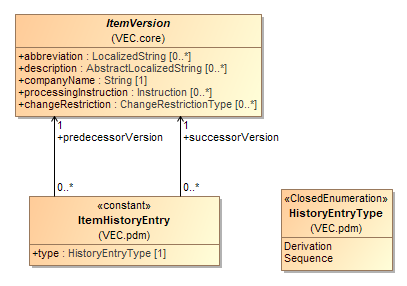 ItemVersion
(VEC.core)
+abbreviation : LocalizedString [0..*]
+description : AbstractLocalizedString [0..*]
+companyName : String [1]
+processingInstruction : Instruction [0..*]
+changeRestriction : ChangeRestrictionType [0..*]
1 1
+predecessorVersion +successorVersion
0..* 0..*
«constant»
ItemHistoryEntry
(VEC.pdm)
+type : HistoryEntryType [1]
«ClosedEnumeration»
HistoryEntryType
(VEC.pdm)
Derivation
Sequence